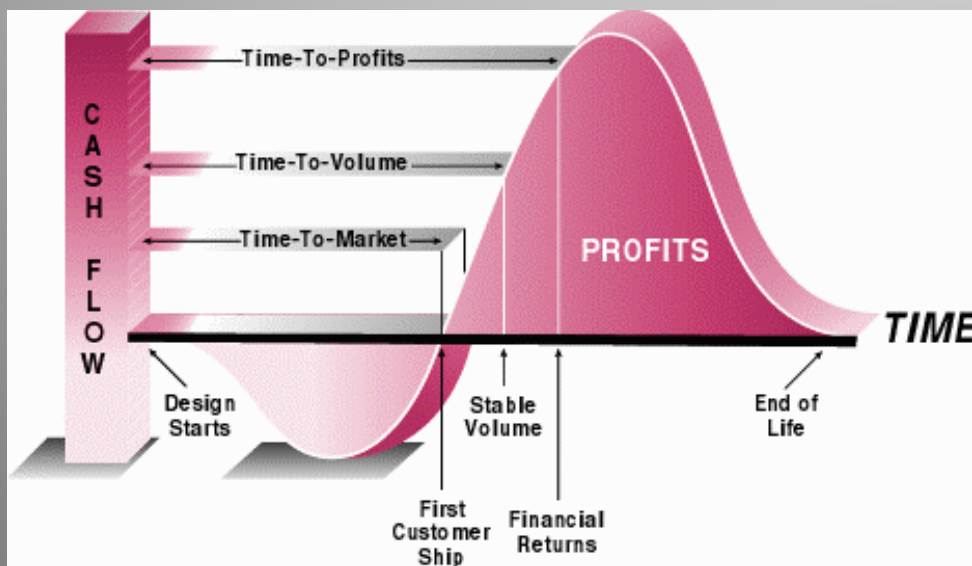 CASH FLOW
Time-To-Profits
Time-To-Volume
Time-To-Market
PROFITS
TIME
Design
Starts
First
Customer
Ship
Stable
Volume
Financial
Returns
End of
Life